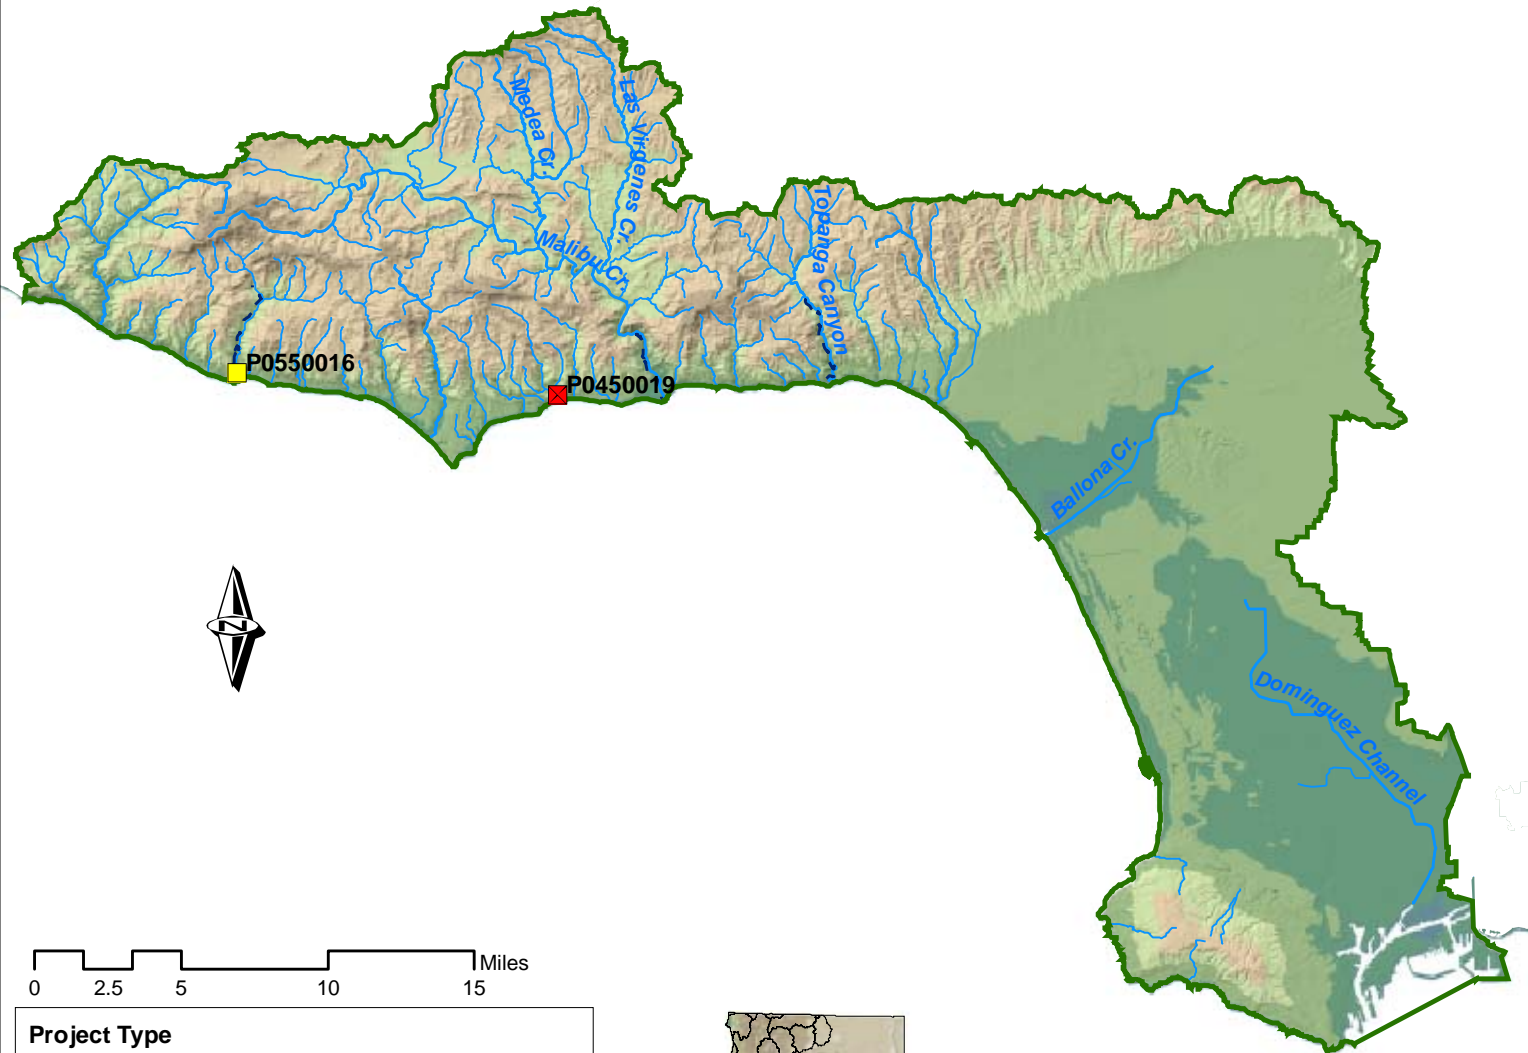 Medea Cr.
Las Virgenes Cr.
Malibu Cr.
Topanga Canyon
P0550016
P0450019
Ballona Cr.
N
Dominguez Channel
Miles
0 2.5 5 10 15
Project Type